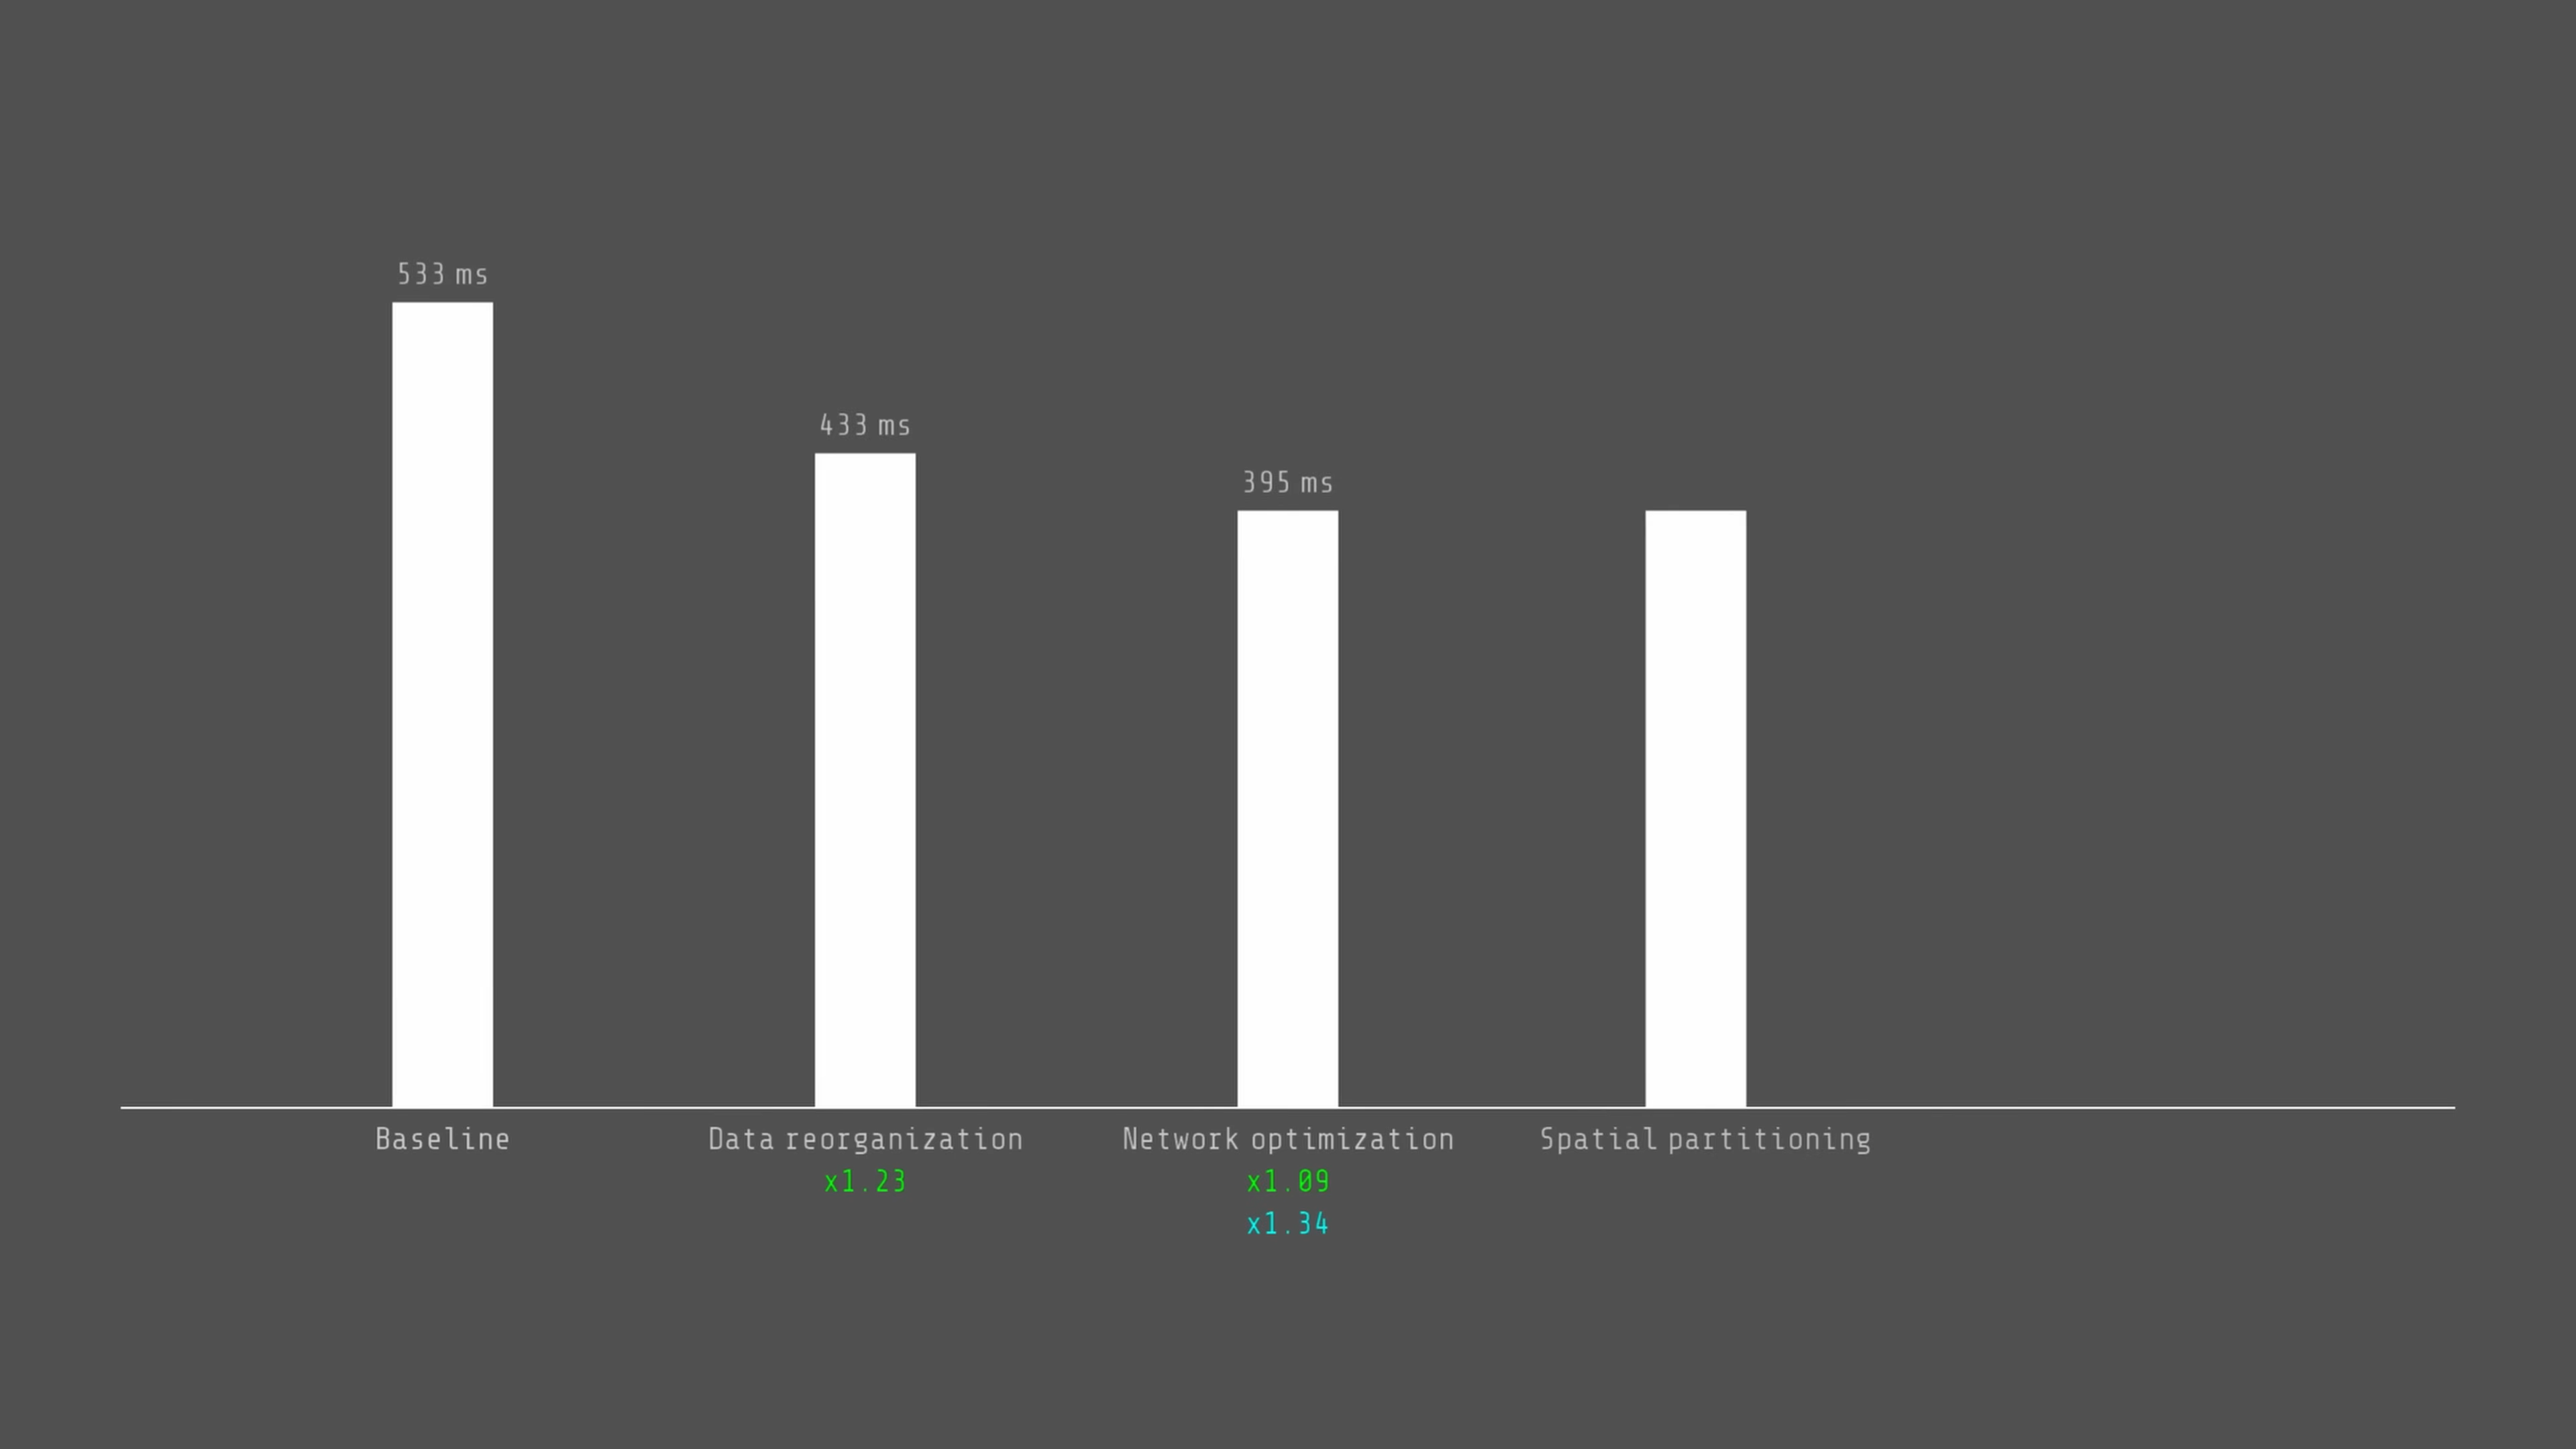 533 ms
433 ms
395 ms
Baseline
Data reorganization
Network optimization
Spatial partitioning
x1.23
x1.09
x1.34